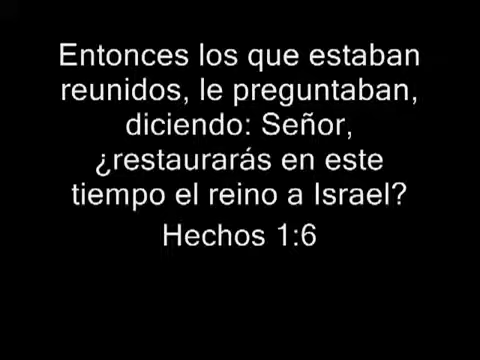 Entonces los que estaban
reunidos, le preguntaban,
diciendo: Señor,
¿restaurarás en este
tiempo el reino a Israel?
Hechos 1:6